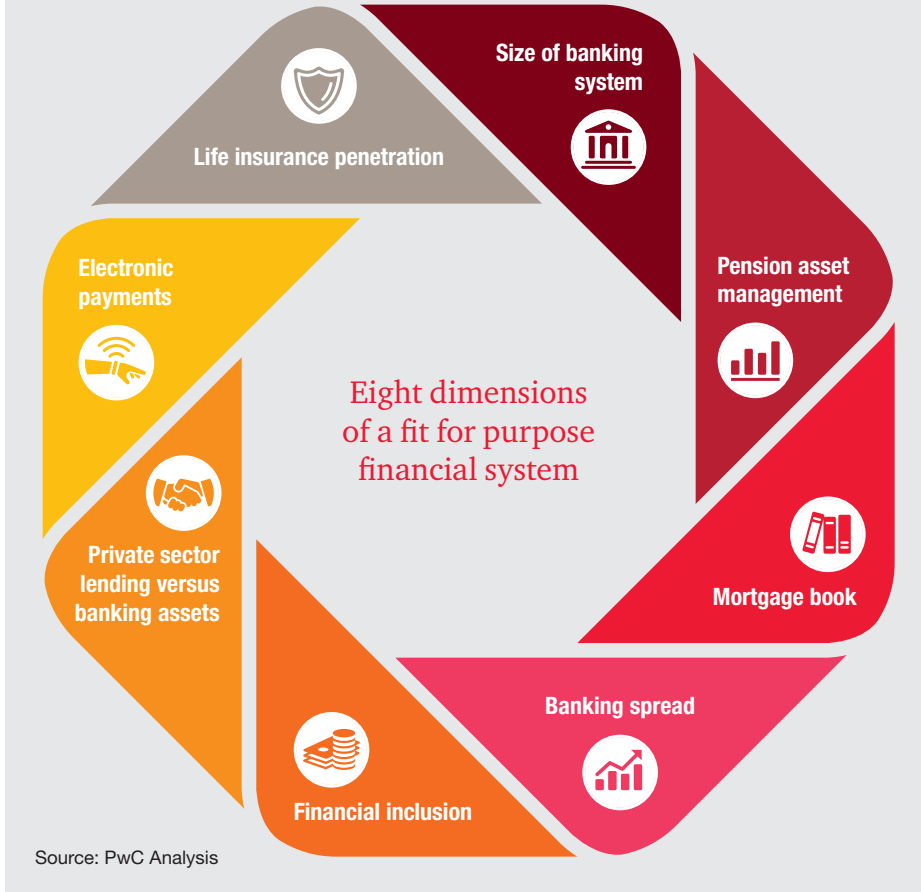 Size of banking
system
Life insurance penetration
Pension asset
management
Electronic
payments
Eight dimensions
of a fit for purpose
financial system
Private sector
lending versus
banking assets
Mortgage book
Banking spread
Financial inclusion
Source: PwC Analysis